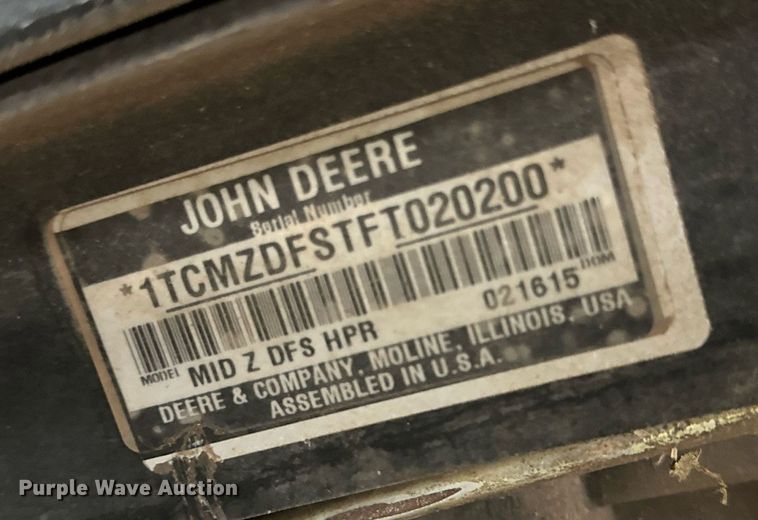 JOHN DEERE
Serial Number
*1TCMZDFSTFT020200*
MODEL MID Z DFS HPR 021615 DOM
DEERE & COMPANY, MOLINE, ILLINOIS, USA
ASSEMBLED IN U.S.A.
Purple Wave Auction